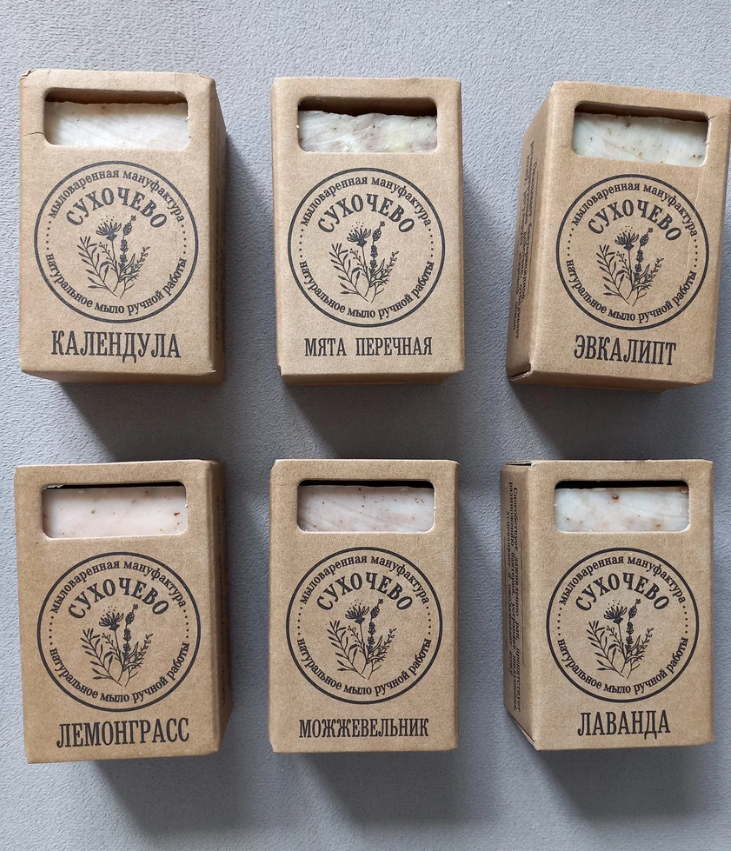 мыловаренная мануфактура
СУХОЧЕВО
натуральное мыло ручной работы
КАЛЕНДУЛА
мыловаренная мануфактура
СУХОЧЕВО
натуральное мыло ручной работы
МЯТА ПЕРЕЧНАЯ
мыловаренная мануфактура
СУХОЧЕВО
натуральное мыло ручной работы
ЭВКАЛИПТ
мыловаренная мануфактура
СУХОЧЕВО
натуральное мыло ручной работы
ЛЕМОНГРАСС
мыловаренная мануфактура
СУХОЧЕВО
натуральное мыло ручной работы
МОЖЖЕВЕЛЬНИК
мыловаренная мануфактура
СУХОЧЕВО
натуральное мыло ручной работы
ЛАВАНДА